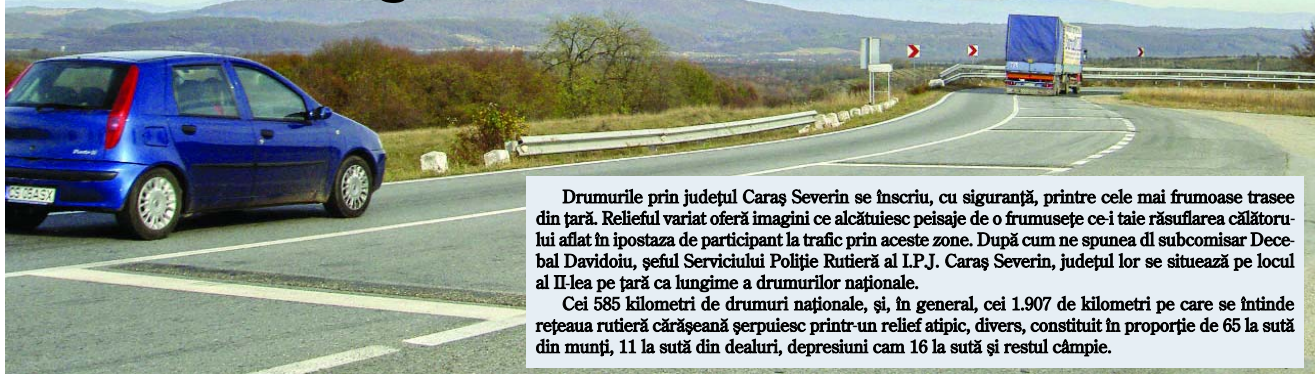 Drumurile prin județul Caraș Severin se înscriu, cu siguranță, printre cele mai frumoase trasee
din țară. Relieful variat oferă imagini ce alcătuiesc peisaje de o frumusețe ce-i taie răsuflarea călătoru-
lui aflat în ipostaza de participant la trafic prin aceste zone. După cum ne spunea dl subcomisar Dece-
bal Davidoiu, șeful Serviciului Poliție Rutieră al I.P.J. Caraș Severin, județul lor se situează pe locul
al II-lea pe țară ca lungime a drumurilor naționale.
Cei 585 kilometri de drumuri naționale, și, în general, cei 1.907 de kilometri pe care se întinde
rețeaua rutieră cărășeană șerpuiesc printr-un relief atipic, divers, constituit în proporție de 65 la sută
din munți, 11 la sută din dealuri, depresiuni cam 16 la sută și restul câmpie.